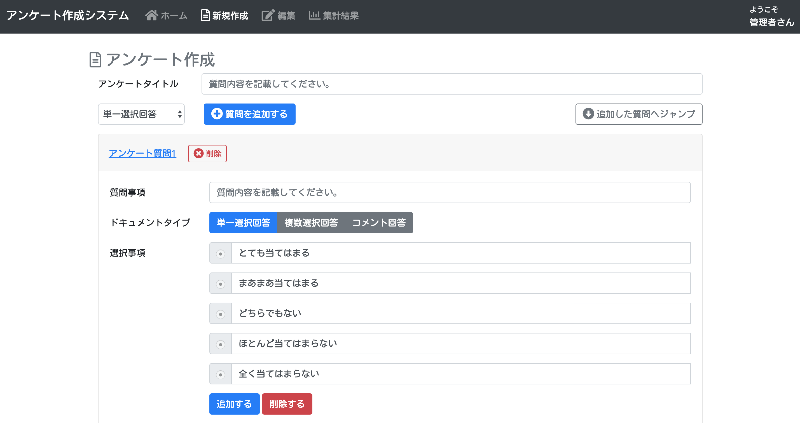 アンケート作成システム ホーム 新規作成 編集 集計結果
ようこそ
管理者さん
アンケート作成
アンケートタイトル 質問内容を記載してください。
単一選択回答 質問を追加する 追加した質問へジャンプ
アンケート質問1 削除
質問事項 質問内容を記載してください。
ドキュメントタイプ 単一選択回答 複数選択回答 コメント回答
選択事項 とても当てはまる
まあまあ当てはまる
どちらでもない
ほとんど当てはまらない
全く当てはまらない
追加する 削除する